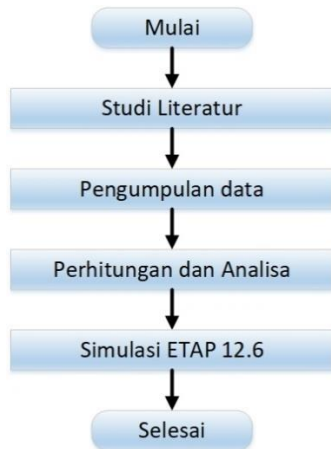 Mulai
Studi Literatur
Pengumpulan data
Perhitungan dan Analisa
Simulasi ETAP 12.6
Selesai